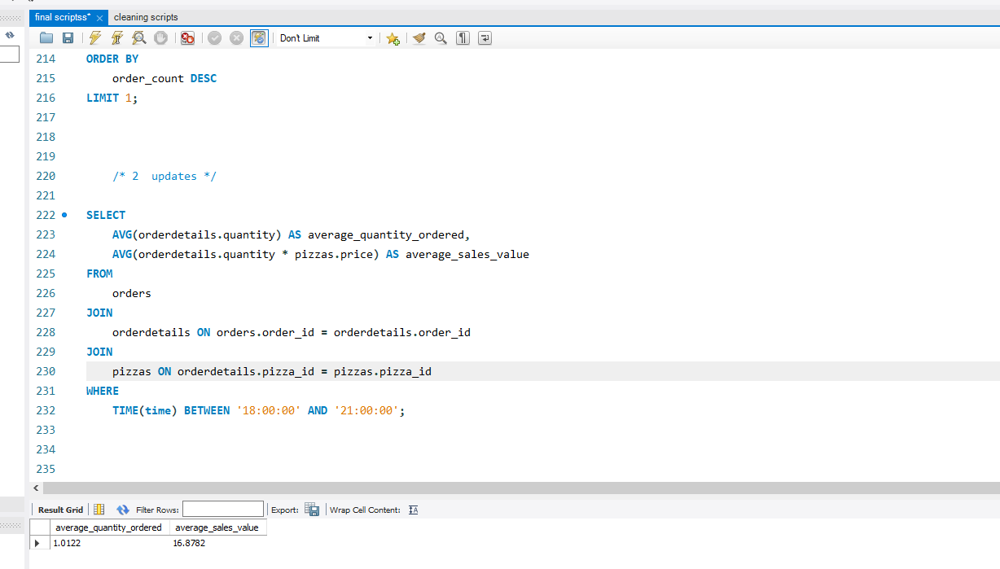 final scriptss* cleaning scripts
Don't Limit
214 ORDER BY
215 order_count DESC
216 LIMIT 1;
217
218
219
220 /* 2  updates */
221
222 SELECT
223 AVG(orderdetails.quantity) AS average_quantity_ordered,
224 AVG(orderdetails.quantity * pizzas.price) AS average_sales_value
225 FROM
226 orders
227 JOIN
228 orderdetails ON orders.order_id = orderdetails.order_id
229 JOIN
230 pizzas ON orderdetails.pizza_id = pizzas.pizza_id
231 WHERE
232 TIME(time) BETWEEN '18:00:00' AND '21:00:00';
233
234
235
Result Grid Filter Rows: Export: Wrap Cell Content:
average_quantity_ordered average_sales_value
1.0122 16.8782